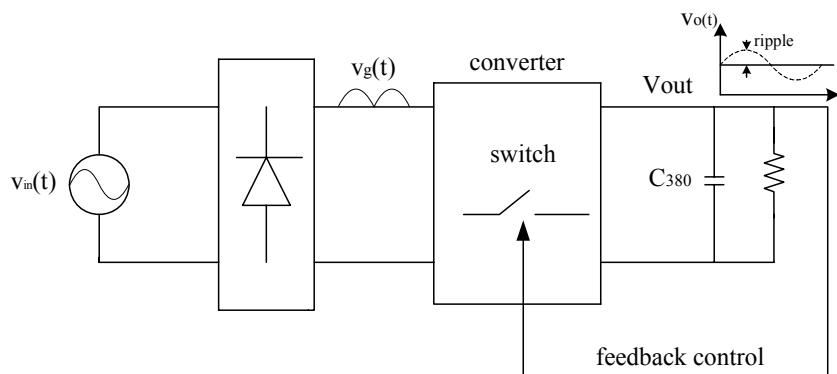 Vo(t)
ripple
vg(t)
converter
Vout
switch
vin(t)
C380
feedback control